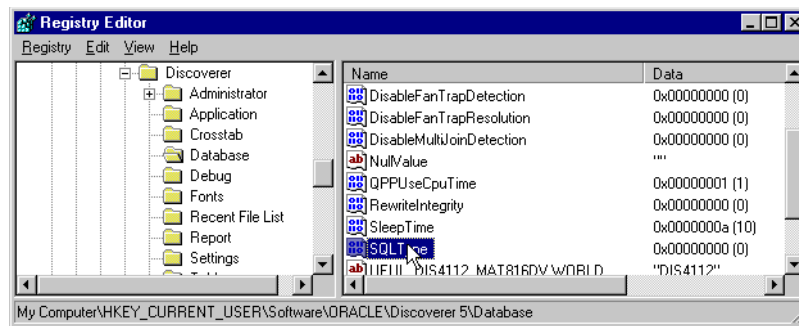 Registry Editor
Registry Edit View Help
Discoverer
Administrator
Application
Crosstab
Database
Debug
Fonts
Recent File List
Report
Settings
Name Data
DisableFanTrapDetection 0x00000000 (0)
DisableFanTrapResolution 0x00000000 (0)
DisableMultiJoinDetection 0x00000000 (0)
NullValue ""
QPPUseCpuTime 0x00000001 (1)
RewriteIntegrity 0x00000000 (0)
SleepTime 0x0000000a (10)
SQLType 0x00000000 (0)
"DIS4112"
My Computer\HKEY_CURRENT_USER\Software\ORACLE\Discoverer 5\Database